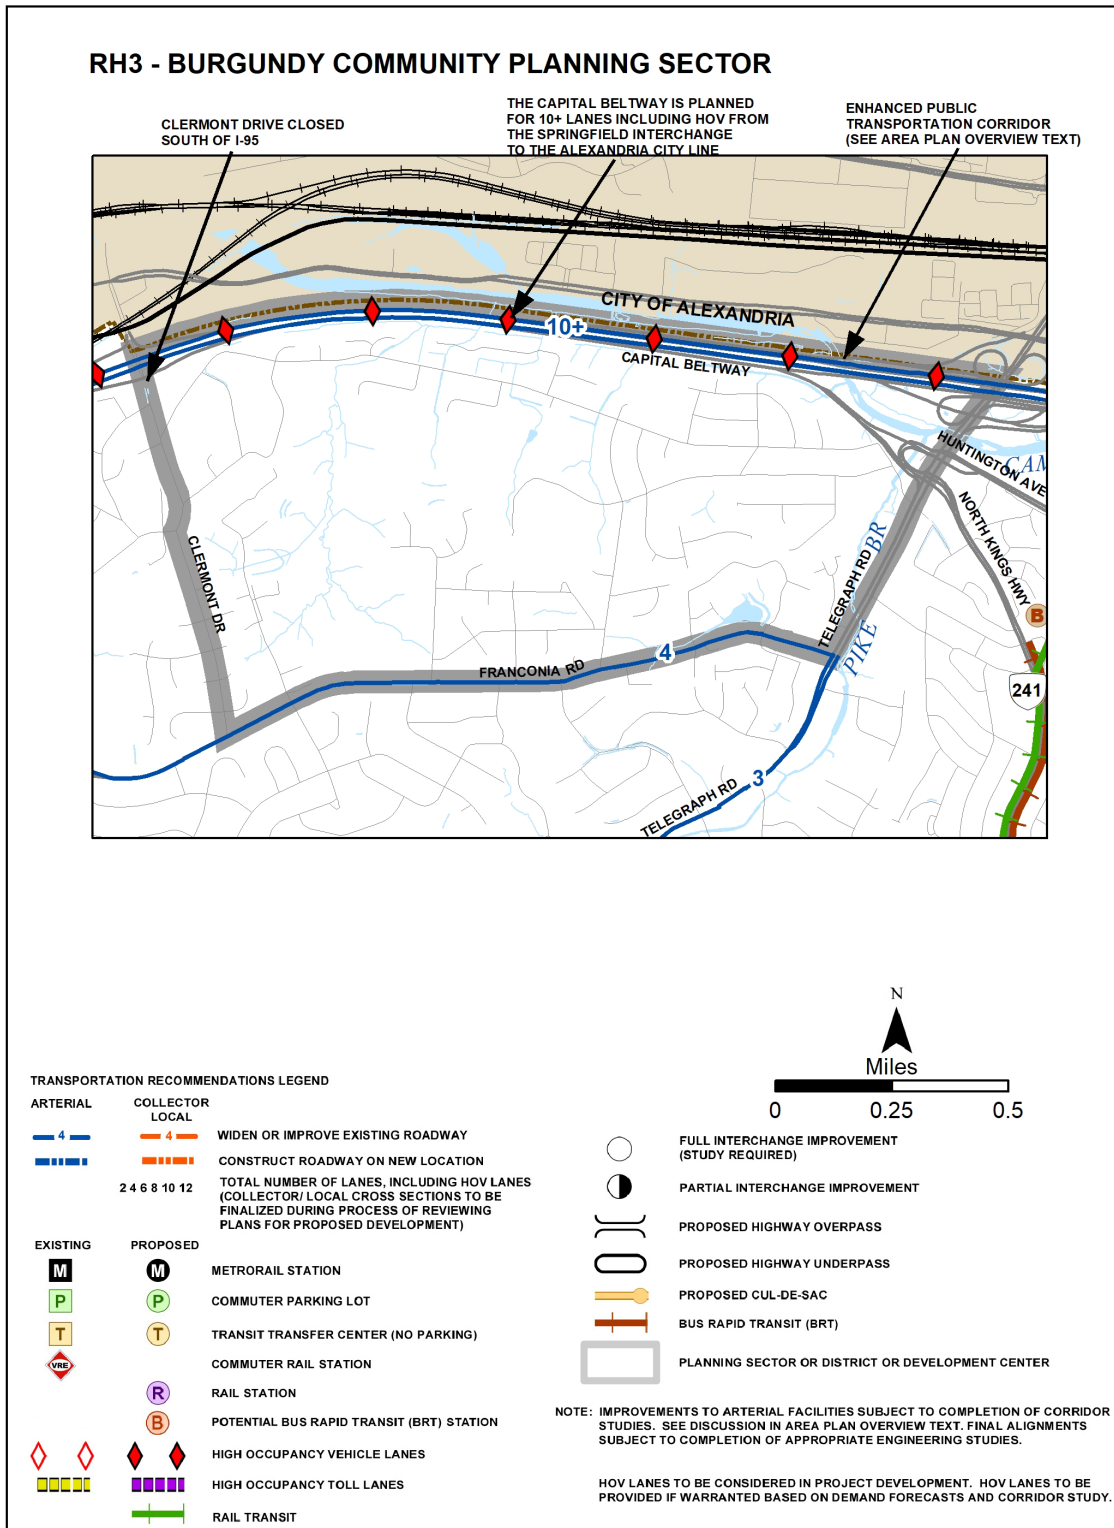 RH3 - BURGUNDY COMMUNITY PLANNING SECTOR
CLERMONT DRIVE CLOSED
SOUTH OF I-95
THE CAPITAL BELTWAY IS PLANNED
FOR 10+ LANES INCLUDING HOV FROM
THE SPRINGFIELD INTERCHANGE
TO THE ALEXANDRIA CITY LINE
ENHANCED PUBLIC
TRANSPORTATION CORRIDOR
(SEE AREA PLAN OVERVIEW TEXT)
CITY OF ALEXANDRIA
10+
CAPITAL BELTWAY
HUNTINGTON AVE
CAM
NORTH KINGS HWY
CLERMONT DR
TELEGRAPH RD
PIKE BR
B
FRANCONIA RD
4
241
3
TELEGRAPH RD
N
Miles
0 0.25 0.5
TRANSPORTATION RECOMMENDATIONS LEGEND
ARTERIAL
COLLECTOR
LOCAL
4 4 WIDEN OR IMPROVE EXISTING ROADWAY
CONSTRUCT ROADWAY ON NEW LOCATION
2 4 6 8 10 12 TOTAL NUMBER OF LANES, INCLUDING HOV LANES
(COLLECTOR/ LOCAL CROSS SECTIONS TO BE
FINALIZED DURING PROCESS OF REVIEWING
PLANS FOR PROPOSED DEVELOPMENT)
EXISTING PROPOSED
M M METRORAIL STATION
P P COMMUTER PARKING LOT
T T TRANSIT TRANSFER CENTER (NO PARKING)
VRE COMMUTER RAIL STATION
R RAIL STATION
B POTENTIAL BUS RAPID TRANSIT (BRT) STATION
HIGH OCCUPANCY VEHICLE LANES
HIGH OCCUPANCY TOLL LANES
RAIL TRANSIT
FULL INTERCHANGE IMPROVEMENT
(STUDY REQUIRED)
PARTIAL INTERCHANGE IMPROVEMENT
PROPOSED HIGHWAY OVERPASS
PROPOSED HIGHWAY UNDERPASS
PROPOSED CUL-DE-SAC
BUS RAPID TRANSIT (BRT)
PLANNING SECTOR OR DISTRICT OR DEVELOPMENT CENTER
NOTE: IMPROVEMENTS TO ARTERIAL FACILITIES SUBJECT TO COMPLETION OF CORRIDOR
STUDIES. SEE DISCUSSION IN AREA PLAN OVERVIEW TEXT. FINAL ALIGNMENTS
SUBJECT TO COMPLETION OF APPROPRIATE ENGINEERING STUDIES.
HOV LANES TO BE CONSIDERED IN PROJECT DEVELOPMENT. HOV LANES TO BE
PROVIDED IF WARRANTED BASED ON DEMAND FORECASTS AND CORRIDOR STUDY.